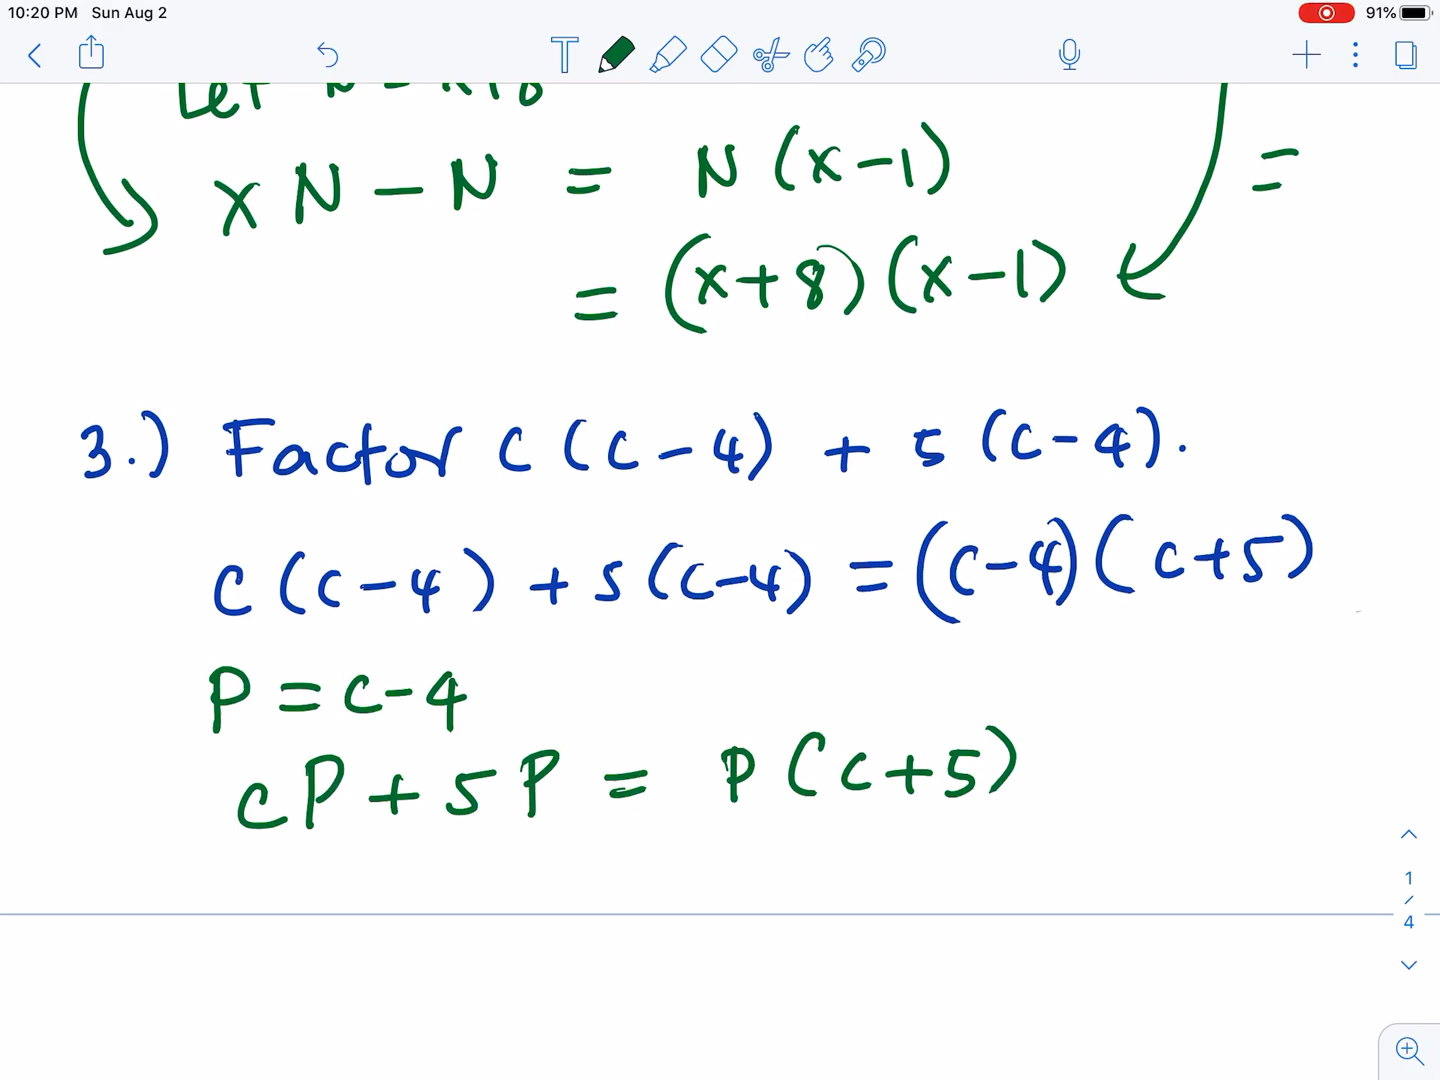 10:20 PM Sun Aug 2 91%
Let
x N - N = N (x-1)
=
= (x+8) (x-1)
3.) Factor c (c-4) + 5 (c-4).
c (c-4) + 5 (c-4) = (c-4) (c+5)
P = c-4
cP + 5P = P (c+5)
1
/
4